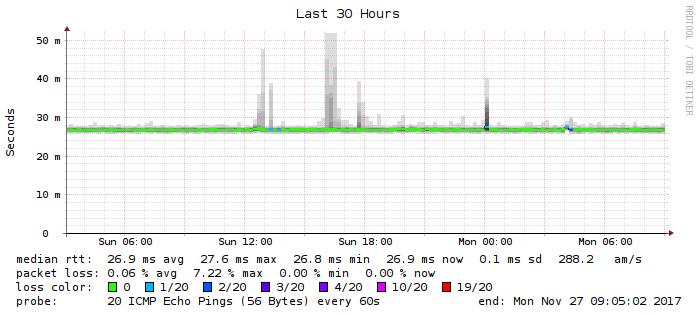 Last 30 Hours
RRDTOOL / TOBI OETIKER
Seconds
50 m
40 m
30 m
20 m
10 m
0
Sun 06:00 Sun 12:00 Sun 18:00 Mon 00:00 Mon 06:00
median rtt: 26.9 ms avg 27.6 ms max 26.8 ms min 26.9 ms now 0.1 ms sd 288.2 am/s
packet loss: 0.06 % avg 7.22 % max 0.00 % min 0.00 % now
loss color: 0 1/20 2/20 3/20 4/20 10/20 19/20
probe: 20 ICMP Echo Pings (56 Bytes) every 60s end: Mon Nov 27 09:05:02 2017